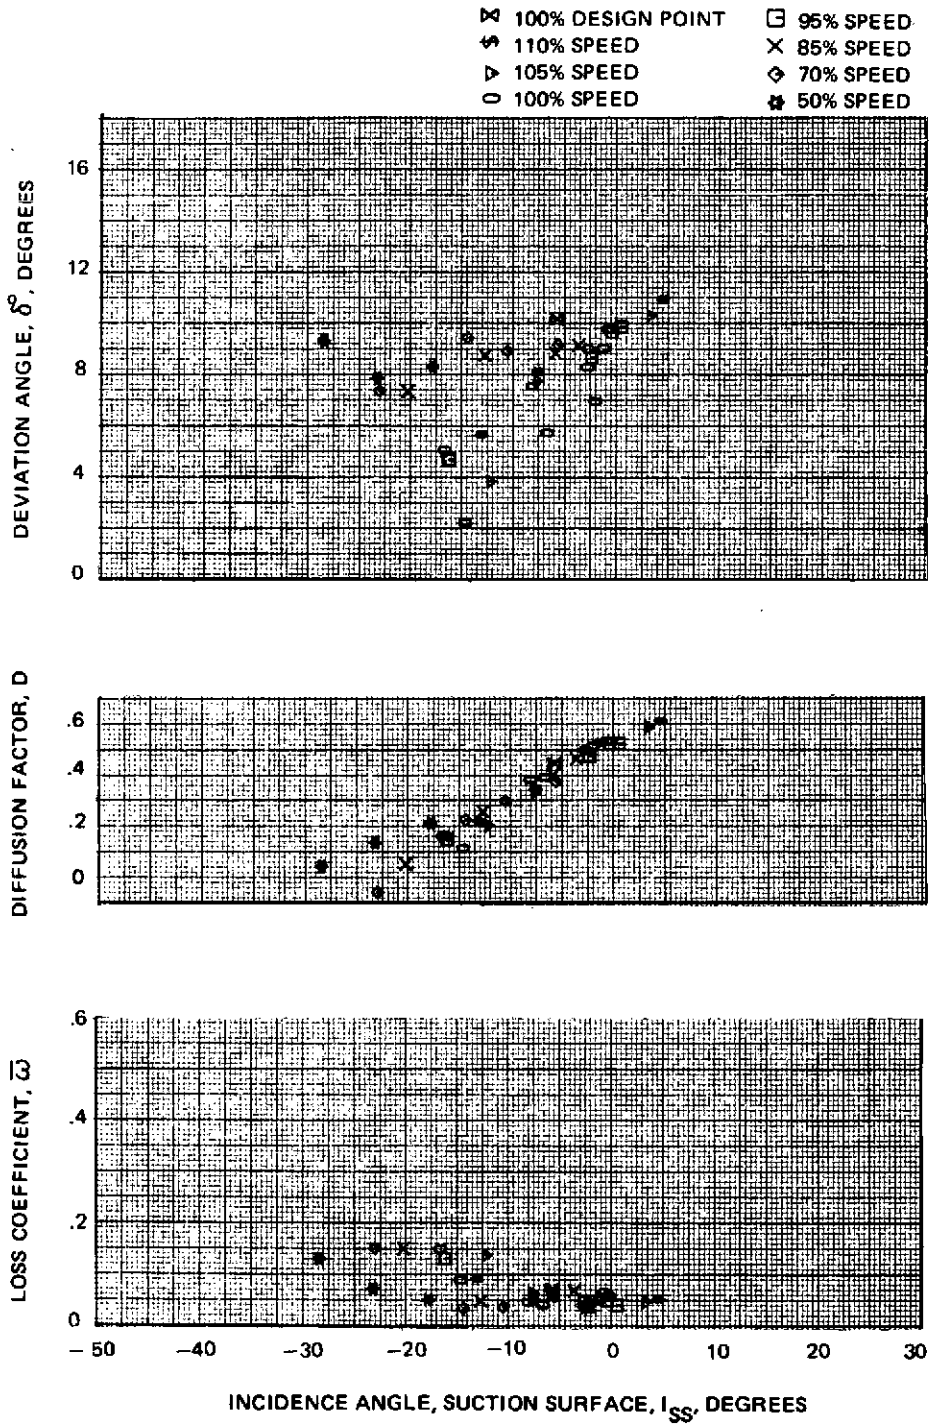 100% DESIGN POINT
110% SPEED
105% SPEED
100% SPEED
95% SPEED
85% SPEED
70% SPEED
50% SPEED
DEVIATION ANGLE, δ°, DEGREES
16
12
8
4
0
DIFFUSION FACTOR, D
.6
.4
.2
0
LOSS COEFFICIENT, ω̅
.6
.4
.2
0
−50
−40
−30
−20
−10
0
10
20
30
INCIDENCE ANGLE, SUCTION SURFACE, ISS, DEGREES